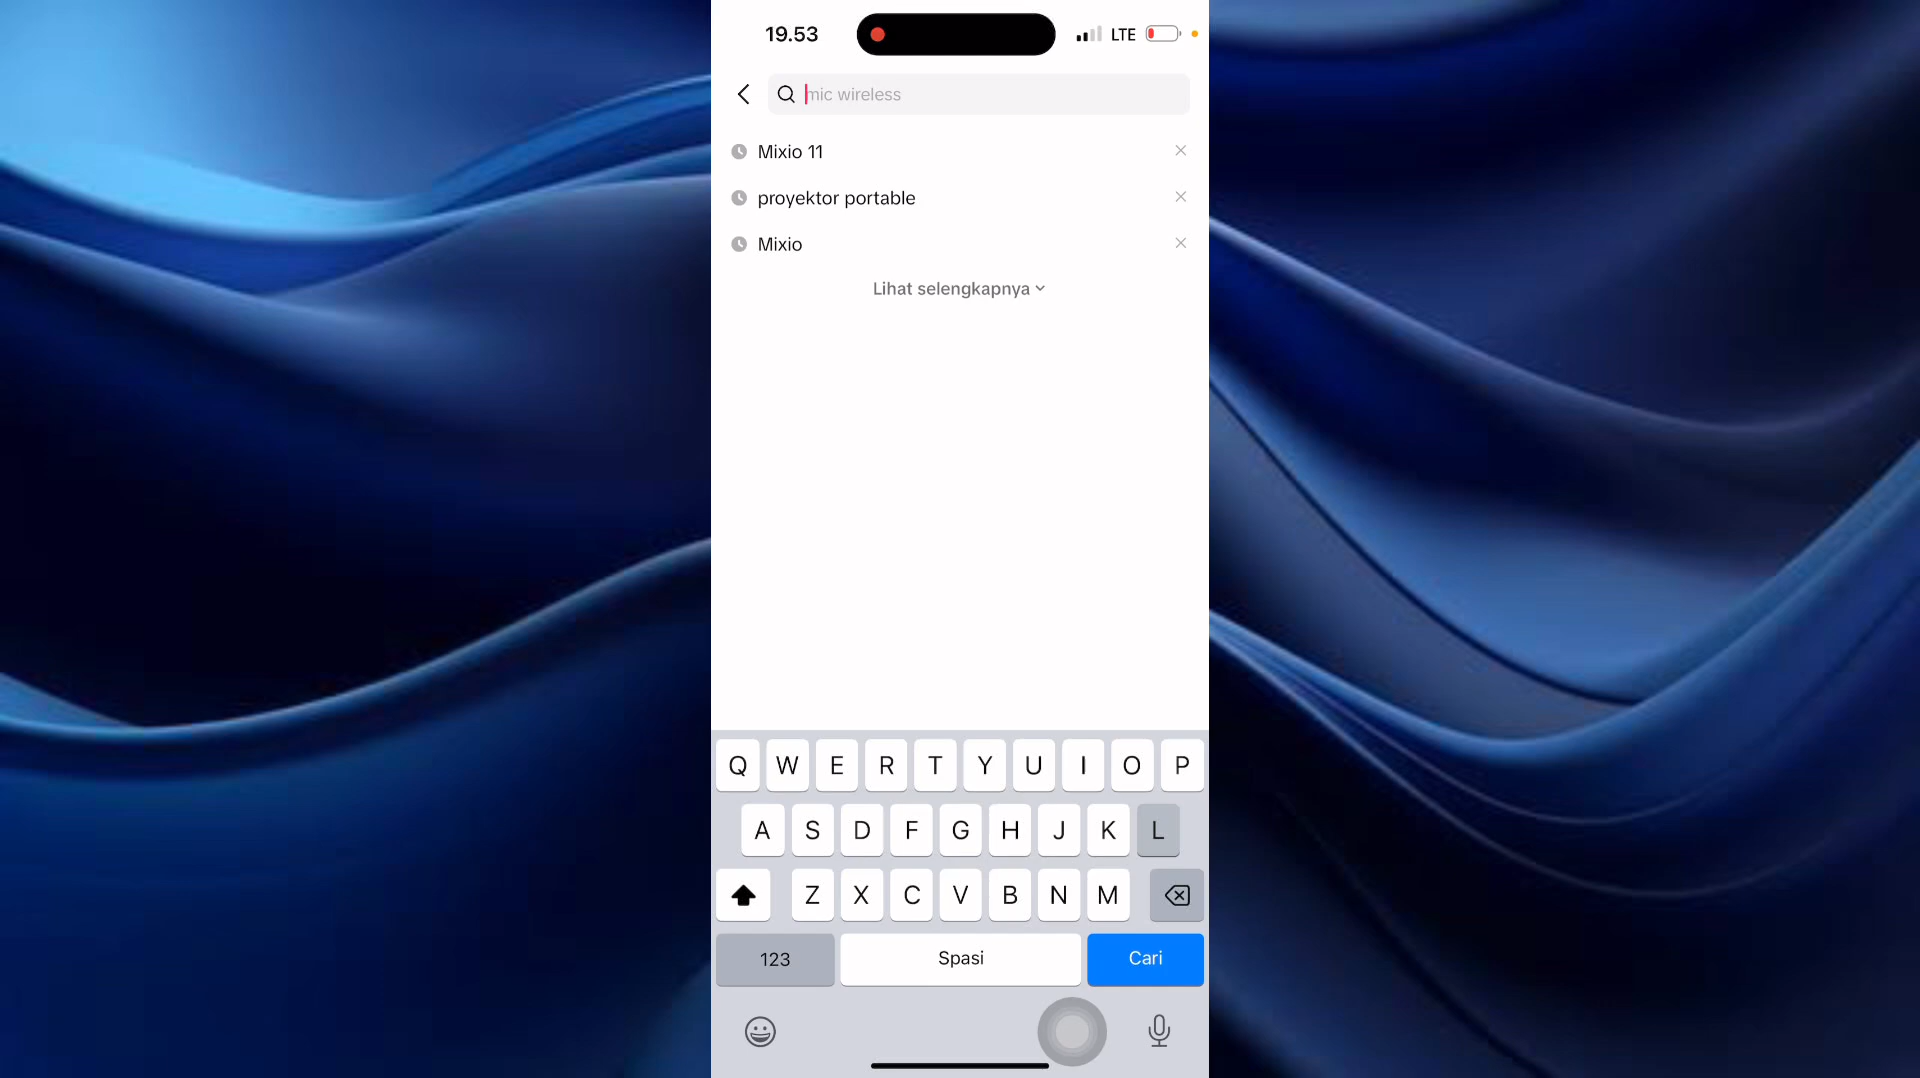 19.53
LTE
mic wireless
Mixio 11
proyektor portable
Mixio
Lihat selengkapnya
Q W E R T Y U I O P
A S D F G H J K L
Z X C V B N M
123 Spasi Cari